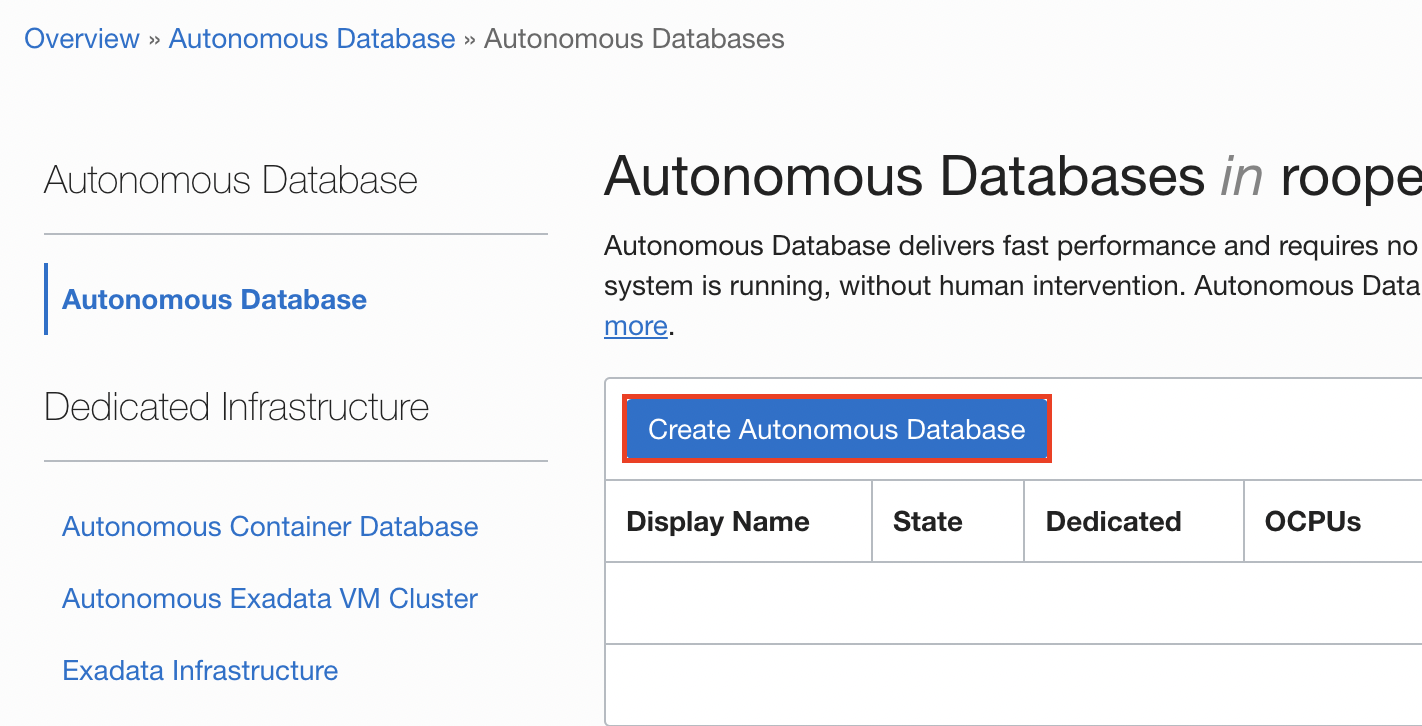 Overview » Autonomous Database » Autonomous Databases
Autonomous Database
Autonomous Database
Dedicated Infrastructure
Autonomous Container Database
Autonomous Exadata VM Cluster
Exadata Infrastructure
Autonomous Databases in roope
Autonomous Database delivers fast performance and requires no
system is running, without human intervention. Autonomous Data
more.
Create Autonomous Database
Display Name State Dedicated OCPUs